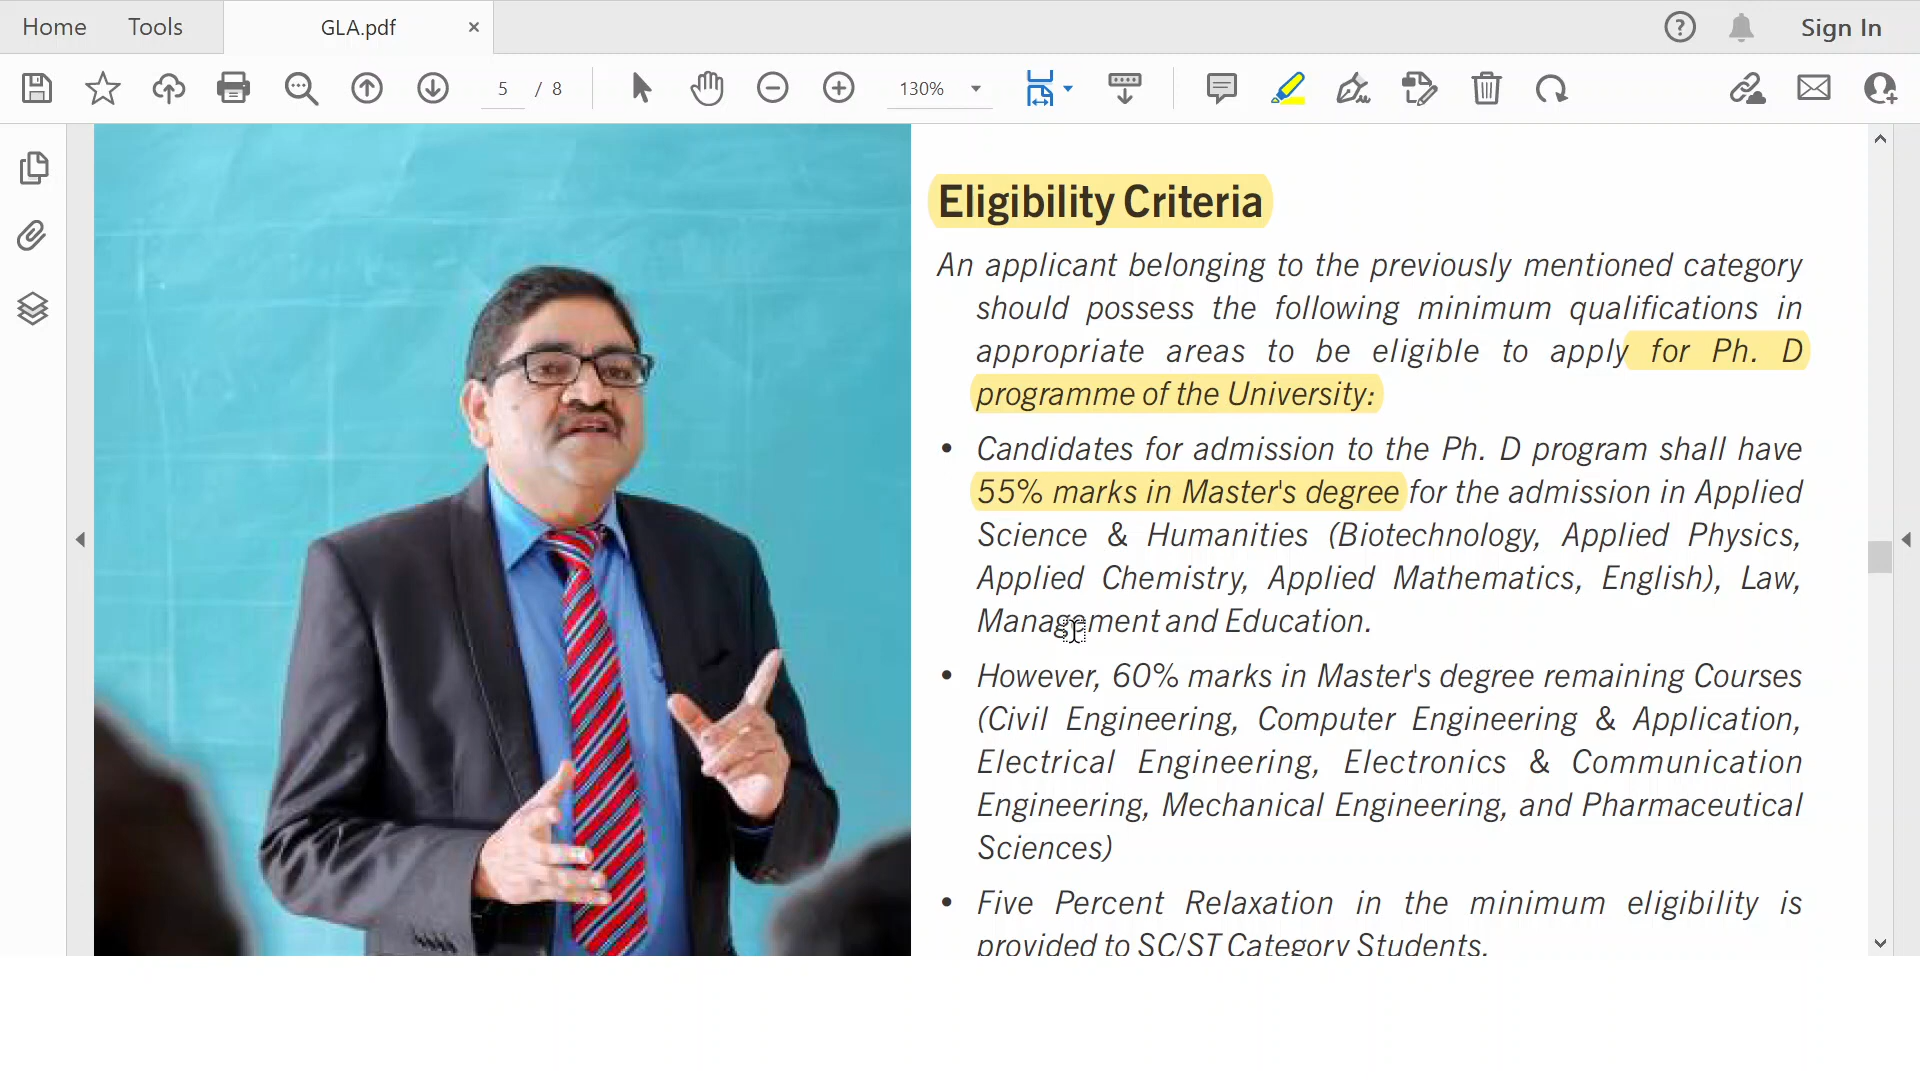 Home Tools GLA.pdf × ? Sign In
5 / 8 130%
Eligibility Criteria
An applicant belonging to the previously mentioned category
should possess the following minimum qualifications in
appropriate areas to be eligible to apply for Ph. D
programme of the University:
• Candidates for admission to the Ph. D program shall have
55% marks in Master's degree for the admission in Applied
Science & Humanities (Biotechnology, Applied Physics,
Applied Chemistry, Applied Mathematics, English), Law,
Management and Education.
• However, 60% marks in Master's degree remaining Courses
(Civil Engineering, Computer Engineering & Application,
Electrical Engineering, Electronics & Communication
Engineering, Mechanical Engineering, and Pharmaceutical
Sciences)
• Five Percent Relaxation in the minimum eligibility is
provided to SC/ST Category Students.